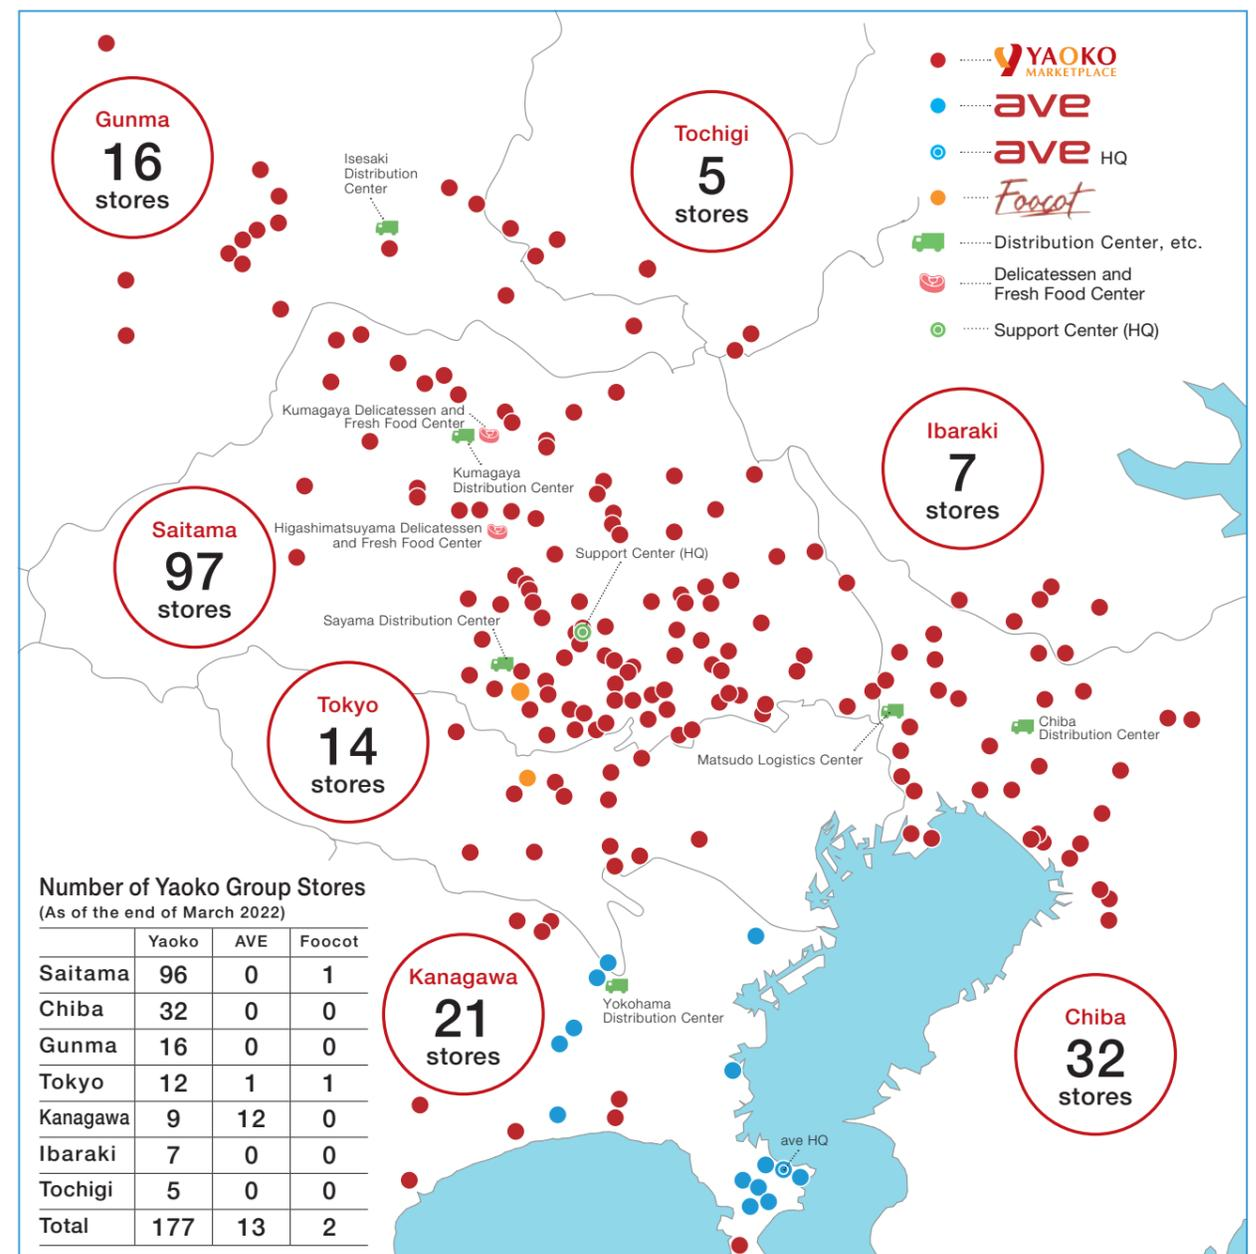 Gunma
16
stores
Isesaki
Distribution
Center
Tochigi
5
stores
YAOKO
MARKETPLACE
ave
ave HQ
Foocot
Distribution Center, etc.
Delicatessen and
Fresh Food Center
Support Center (HQ)
Kumagaya Delicatessen and
Fresh Food Center
Kumagaya
Distribution Center
Ibaraki
7
stores
Saitama
97
stores
Higashimatsuyama Delicatessen
and Fresh Food Center
Support Center (HQ)
Sayama Distribution Center
Tokyo
14
stores
Matsudo Logistics Center
Chiba
Distribution Center
Number of Yaoko Group Stores
(As of the end of March 2022)
Yaoko AVE Foocot
Saitama 96 0 1
Chiba 32 0 0
Gunma 16 0 0
Tokyo 12 1 1
Kanagawa 9 12 0
Ibaraki 7 0 0
Tochigi 5 0 0
Total 177 13 2
Kanagawa
21
stores
Yokohama
Distribution Center
Chiba
32
stores
ave HQ